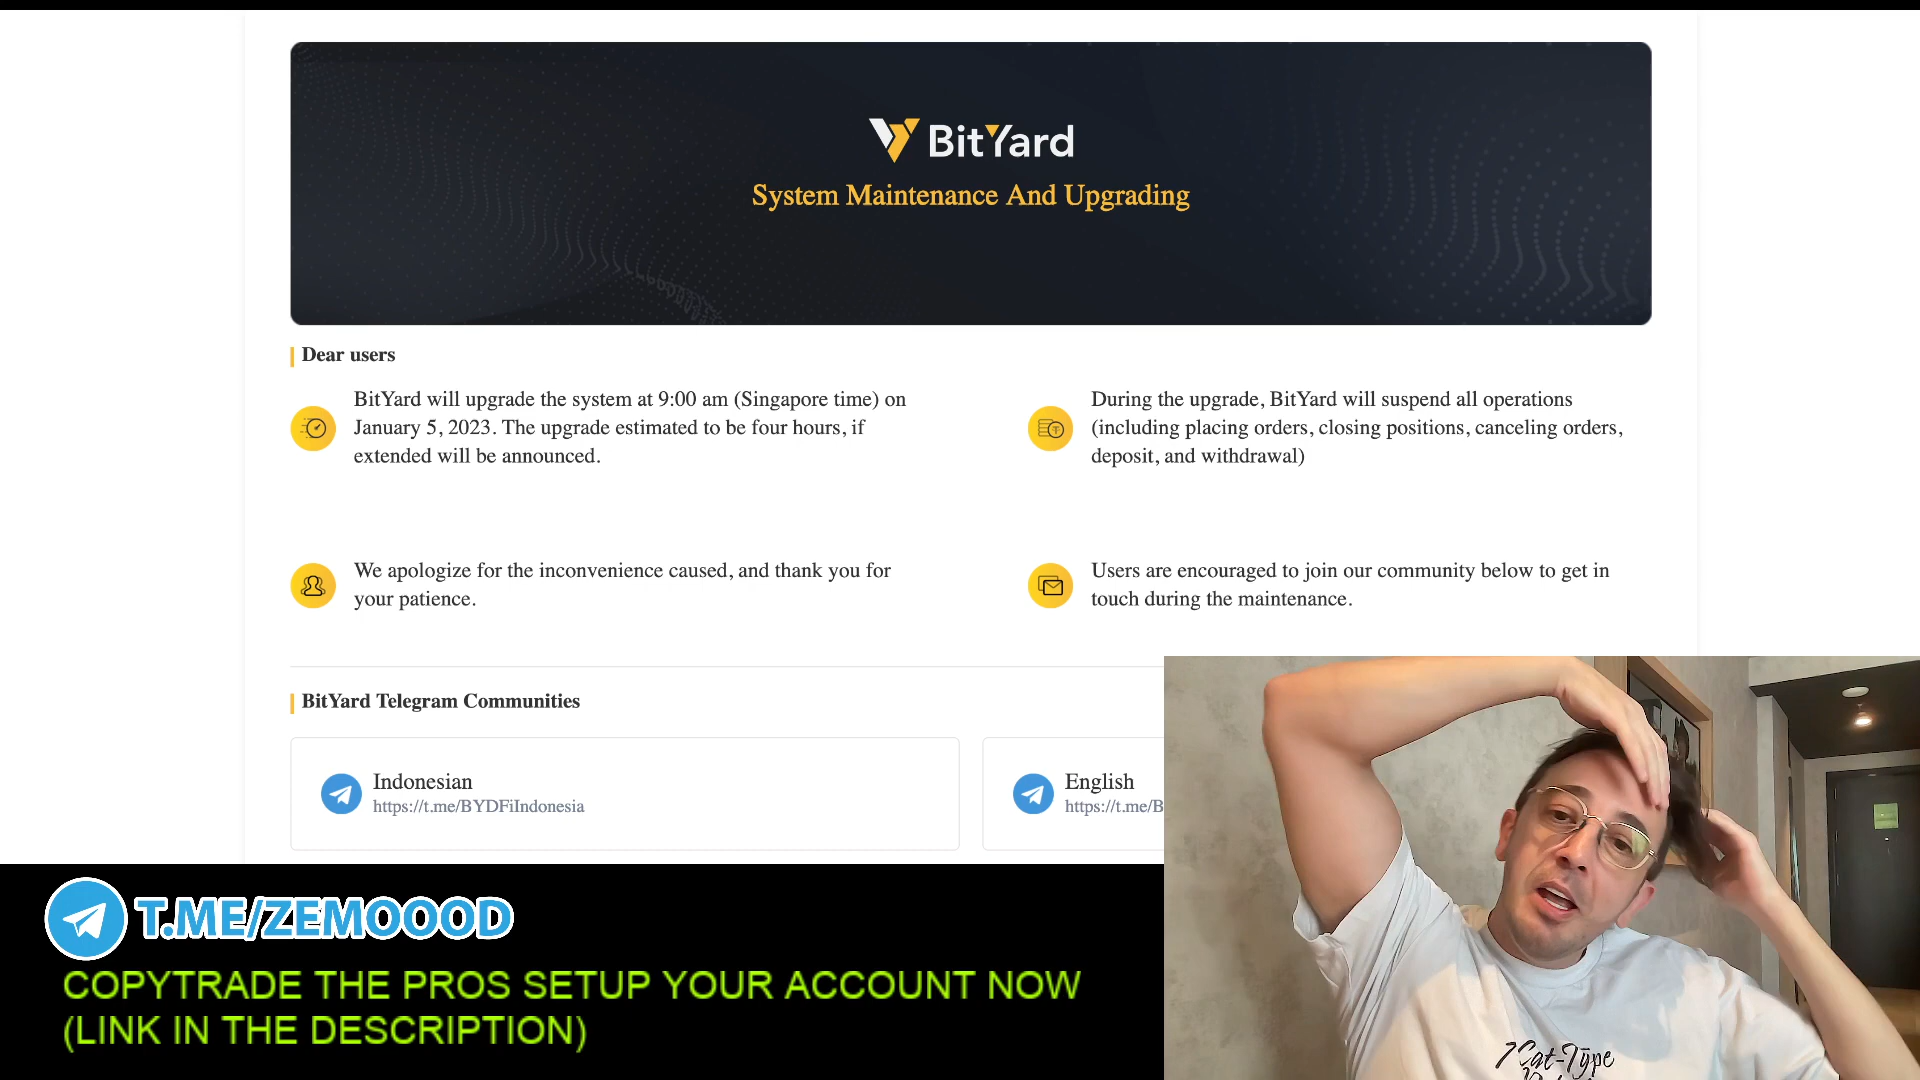 BitYard
System Maintenance And Upgrading
Dear users
BitYard will upgrade the system at 9:00 am (Singapore time) on
January 5, 2023. The upgrade estimated to be four hours, if
extended will be announced.
During the upgrade, BitYard will suspend all operations
(including placing orders, closing positions, canceling orders,
deposit, and withdrawal)
We apologize for the inconvenience caused, and thank you for
your patience.
Users are encouraged to join our community below to get in
touch during the maintenance.
BitYard Telegram Communities
Indonesian
https://t.me/BYDFiIndonesia
English
https://t.me/B
T.ME/ZEMOOOD
COPYTRADE THE PROS SETUP YOUR ACCOUNT NOW
(LINK IN THE DESCRIPTION)
Cat-Type